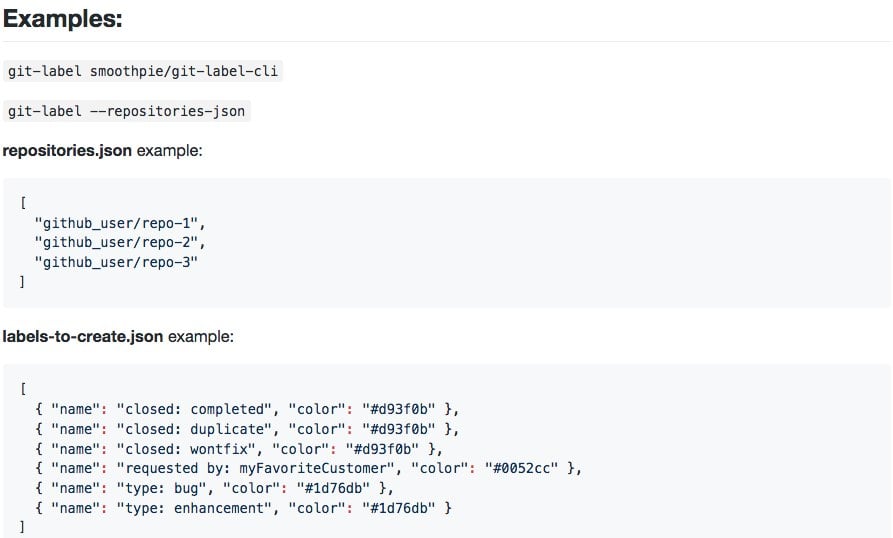 Examples:
git-label smoothpie/git-label-cli
git-label --repositories-json
repositories.json example:
[
  "github_user/repo-1",
  "github_user/repo-2",
  "github_user/repo-3"
]
labels-to-create.json example:
[
  { "name": "closed: completed", "color": "#d93f0b" },
  { "name": "closed: duplicate", "color": "#d93f0b" },
  { "name": "closed: wontfix", "color": "#d93f0b" },
  { "name": "requested by: myFavoriteCustomer", "color": "#0052cc" },
  { "name": "type: bug", "color": "#1d76db" },
  { "name": "type: enhancement", "color": "#1d76db" }
]